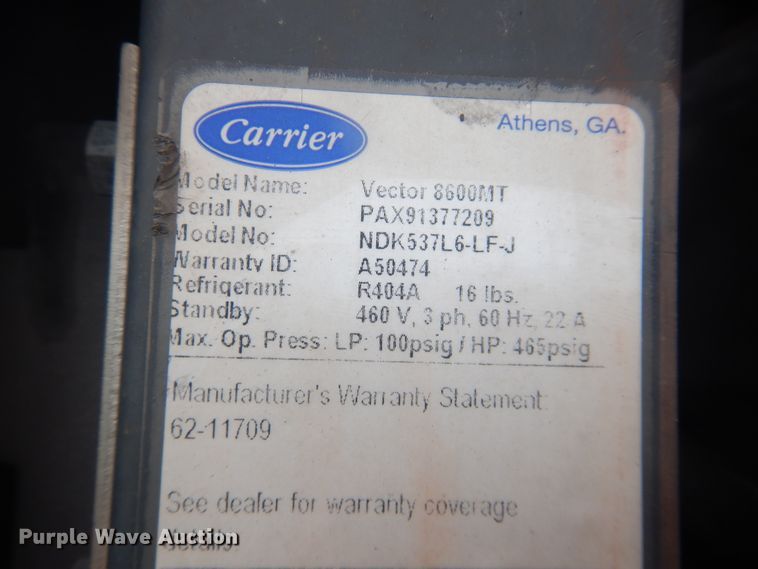 Carrier
Athens, GA.
Model Name: Vector 8600MT
Serial No: PAX91377209
Model No: NDK537L6-LF-J
Warranty ID: A50474
Refrigerant: R404A 16 lbs.
Standby: 460 V, 3 ph, 60 Hz, 22 A
Max. Op. Press: LP: 100psig / HP: 465psig
Manufacturer's Warranty Statement:
62-11709
See dealer for warranty coverage
details.
Purple Wave Auction